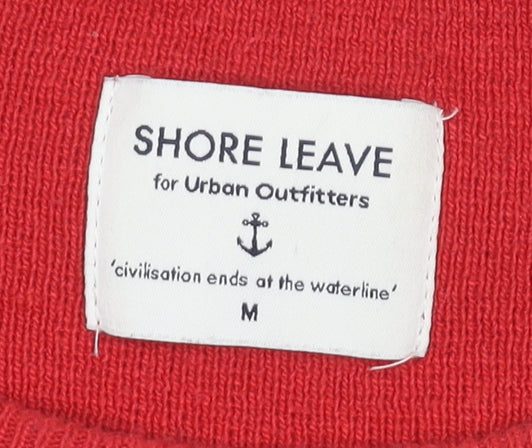 SHORE LEAVE
for Urban Outfitters
'civilisation ends at the waterline'
M